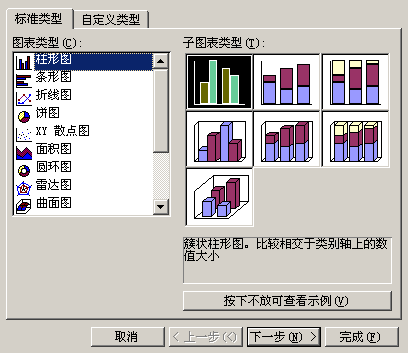 标准类型 自定义类型
图表类型(C): 子图表类型(T):
柱形图
条形图
折线图
饼图
XY 散点图
面积图
圆环图
雷达图
曲面图
簇状柱形图。比较相交于类别轴上的数
值大小
按下不放可查看示例(V)
取消 <上一步(K) 下一步(N) > 完成(F)